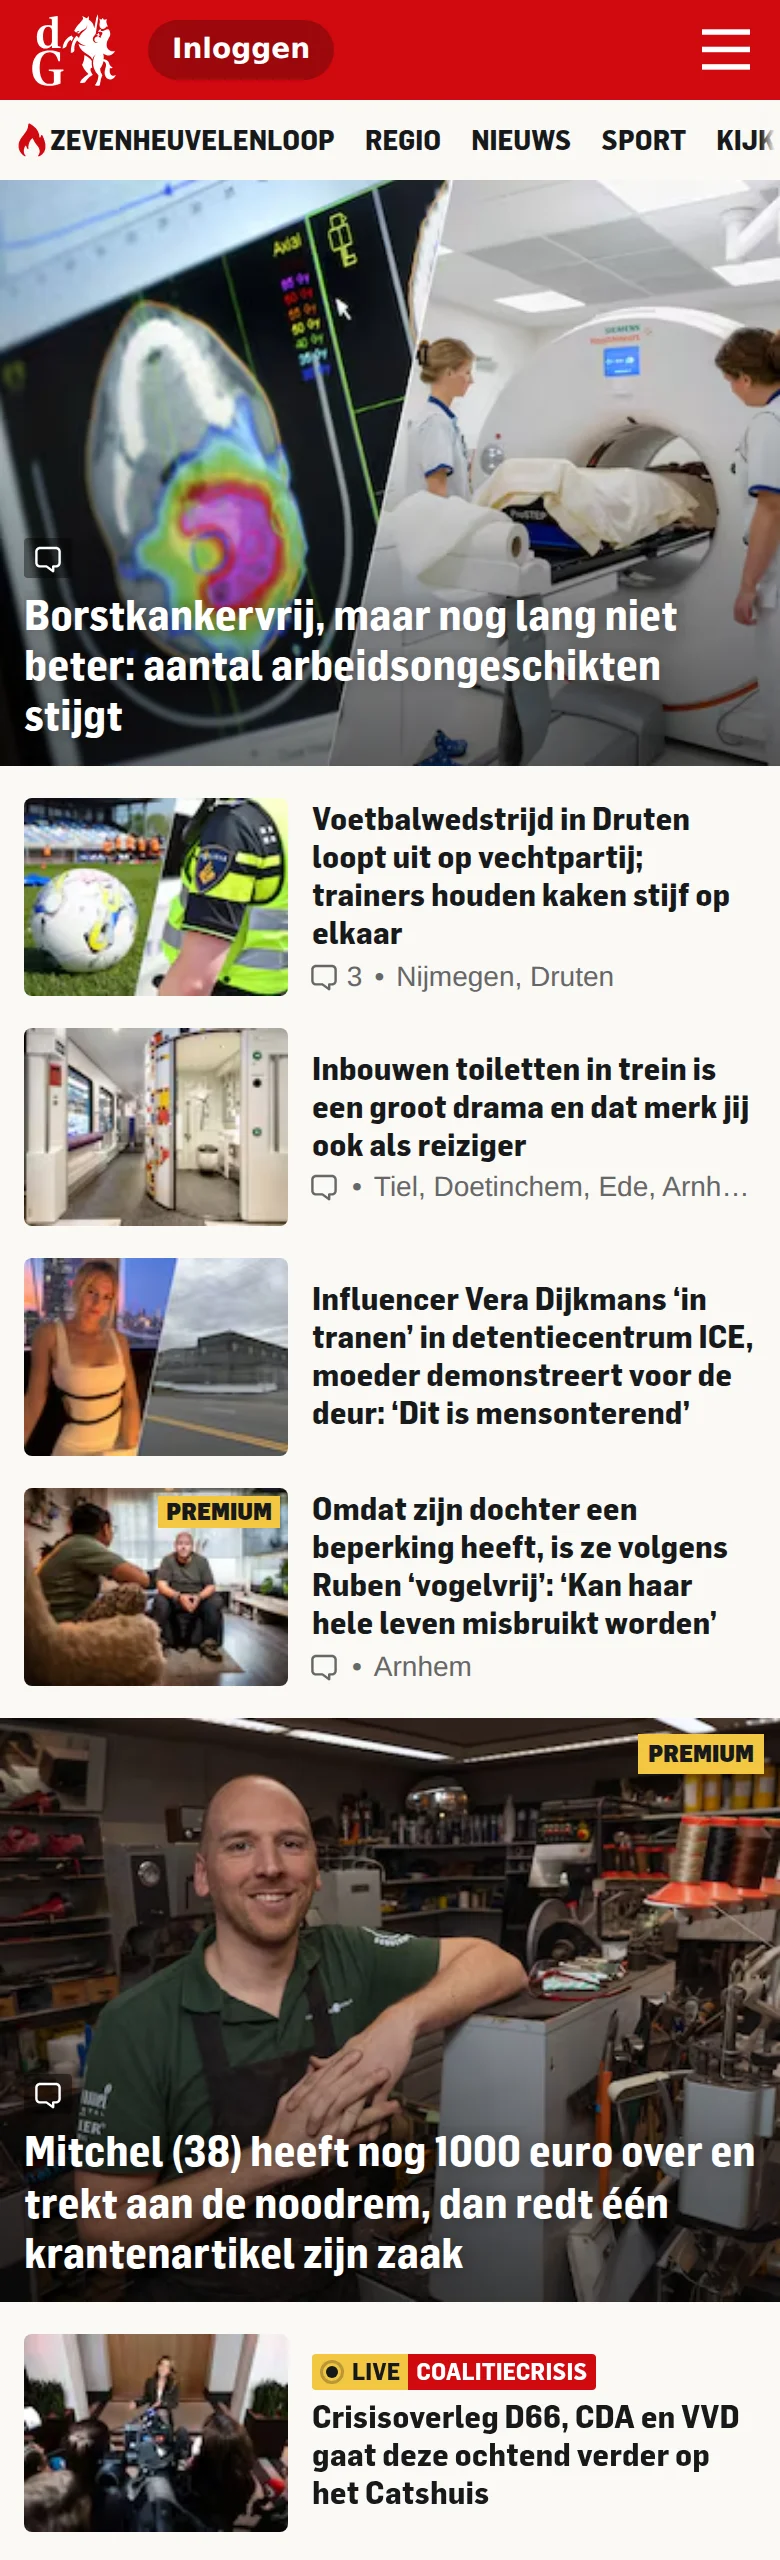 dG
Inloggen
ZEVENHEUVELENLOOP REGIO NIEUWS SPORT KIJK
Axial
SIEMENS
ProSTEP
Borstkankervrij, maar nog lang niet
beter: aantal arbeidsongeschikten
stijgt
Voetbalwedstrijd in Druten
loopt uit op vechtpartij;
trainers houden kaken stijf op
elkaar
3 • Nijmegen, Druten
Inbouwen toiletten in trein is
een groot drama en dat merk jij
ook als reiziger
• Tiel, Doetinchem, Ede, Arnh…
Influencer Vera Dijkmans ‘in
tranen’ in detentiecentrum ICE,
moeder demonstreert voor de
deur: ‘Dit is mensonterend’
PREMIUM
Omdat zijn dochter een
beperking heeft, is ze volgens
Ruben ‘vogelvrij’: ‘Kan haar
hele leven misbruikt worden’
• Arnhem
PREMIUM
Mitchel (38) heeft nog 1000 euro over en
trekt aan de noodrem, dan redt één
krantenartikel zijn zaak
LIVE COALITIECRISIS
Crisisoverleg D66, CDA en VVD
gaat deze ochtend verder op
het Catshuis